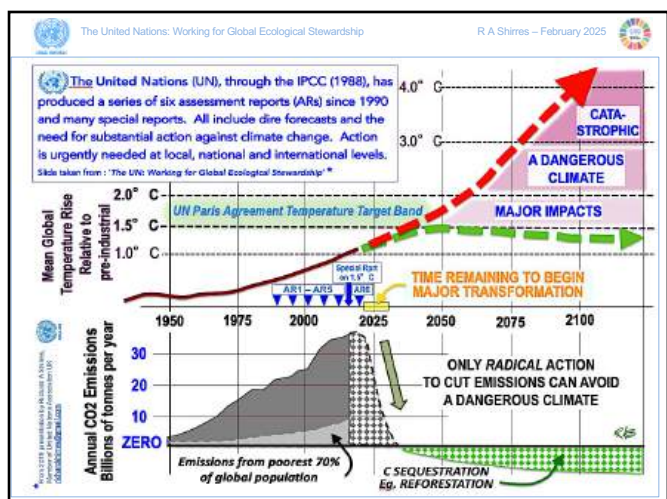 The United Nations: Working for Global Ecological Stewardship
R A Shirres – February 2025
The United Nations (UN), through the IPCC (1988), has
produced a series of six assessment reports (ARs) since 1990
and many special reports. All include dire forecasts and the
need for substantial action against climate change. Action
is urgently needed at local, national and international levels.
Slide taken from : 'The UN: Working for Global Ecological Stewardship' *
4.0° C
CATA-
STROPHIC
3.0° C
A DANGEROUS
CLIMATE
2.0° C
UN Paris Agreement Temperature Target Band
MAJOR IMPACTS
1.5° C
1.0° C
Mean Global
Temperature Rise
Relative to
pre-industrial
Special Rprt
on 1.5° C
AR1 – AR5
AR6
TIME REMAINING TO BEGIN
MAJOR TRANSFORMATION
1950 1975 2000 2025 2050 2075 2100
Annual CO2 Emissions
Billions of tonnes per year
30
20
10
ZERO
ONLY RADICAL ACTION
TO CUT EMISSIONS CAN AVOID
A DANGEROUS CLIMATE
Emissions from poorest 70%
of global population
C SEQUESTRATION
Eg, REFORESTATION